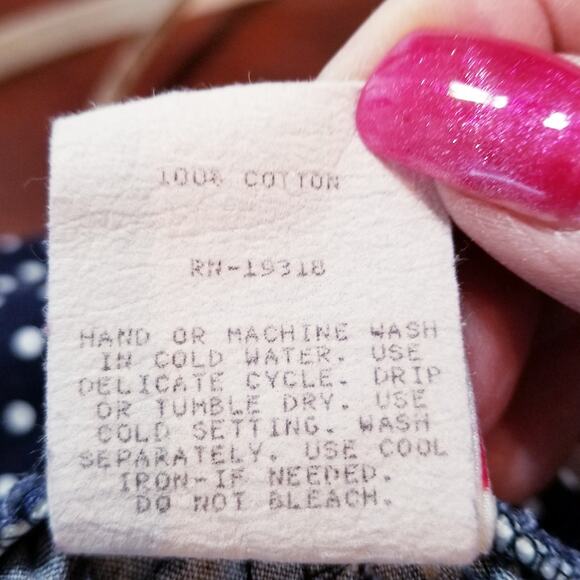 100% COTTON
RN-19318
HAND OR MACHINE WASH
IN COLD WATER. USE
DELICATE CYCLE. DRIP
OR TUMBLE DRY. USE
COLD SETTING. WASH
SEPARATELY. USE COOL
IRON-IF NEEDED.
DO NOT BLEACH.